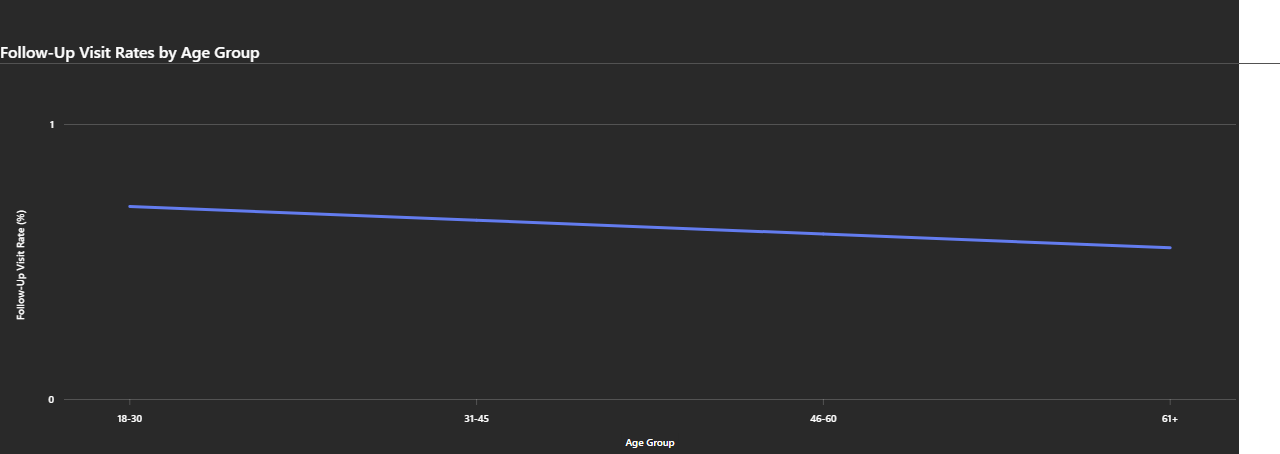 Follow-Up Visit Rates by Age Group
1
Follow-Up Visit Rate (%)
0
18-30
31-45
46-60
61+
Age Group